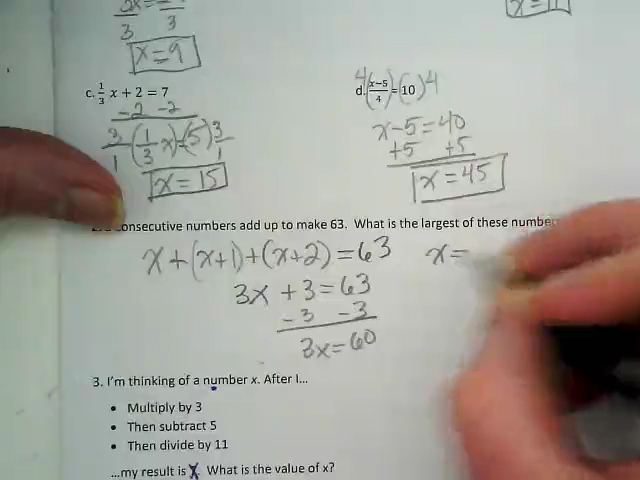 3 3
x=9
c. 1/3 x + 2 = 7
-2 -2
3/1 (1/3 x)=(5) 3/1
x = 15
d. 4(x-5/4)=(10)4
x-5=40
+5 +5
x = 45
consecutive numbers add up to make 63. What is the largest of these
x+(x+1)+(x+2)=63 x=
3x +3=63
-3 -3
3x=60
3. I'm thinking of a number x. After I...
• Multiply by 3
• Then subtract 5
• Then divide by 11
...my result is X. What is the value of x?